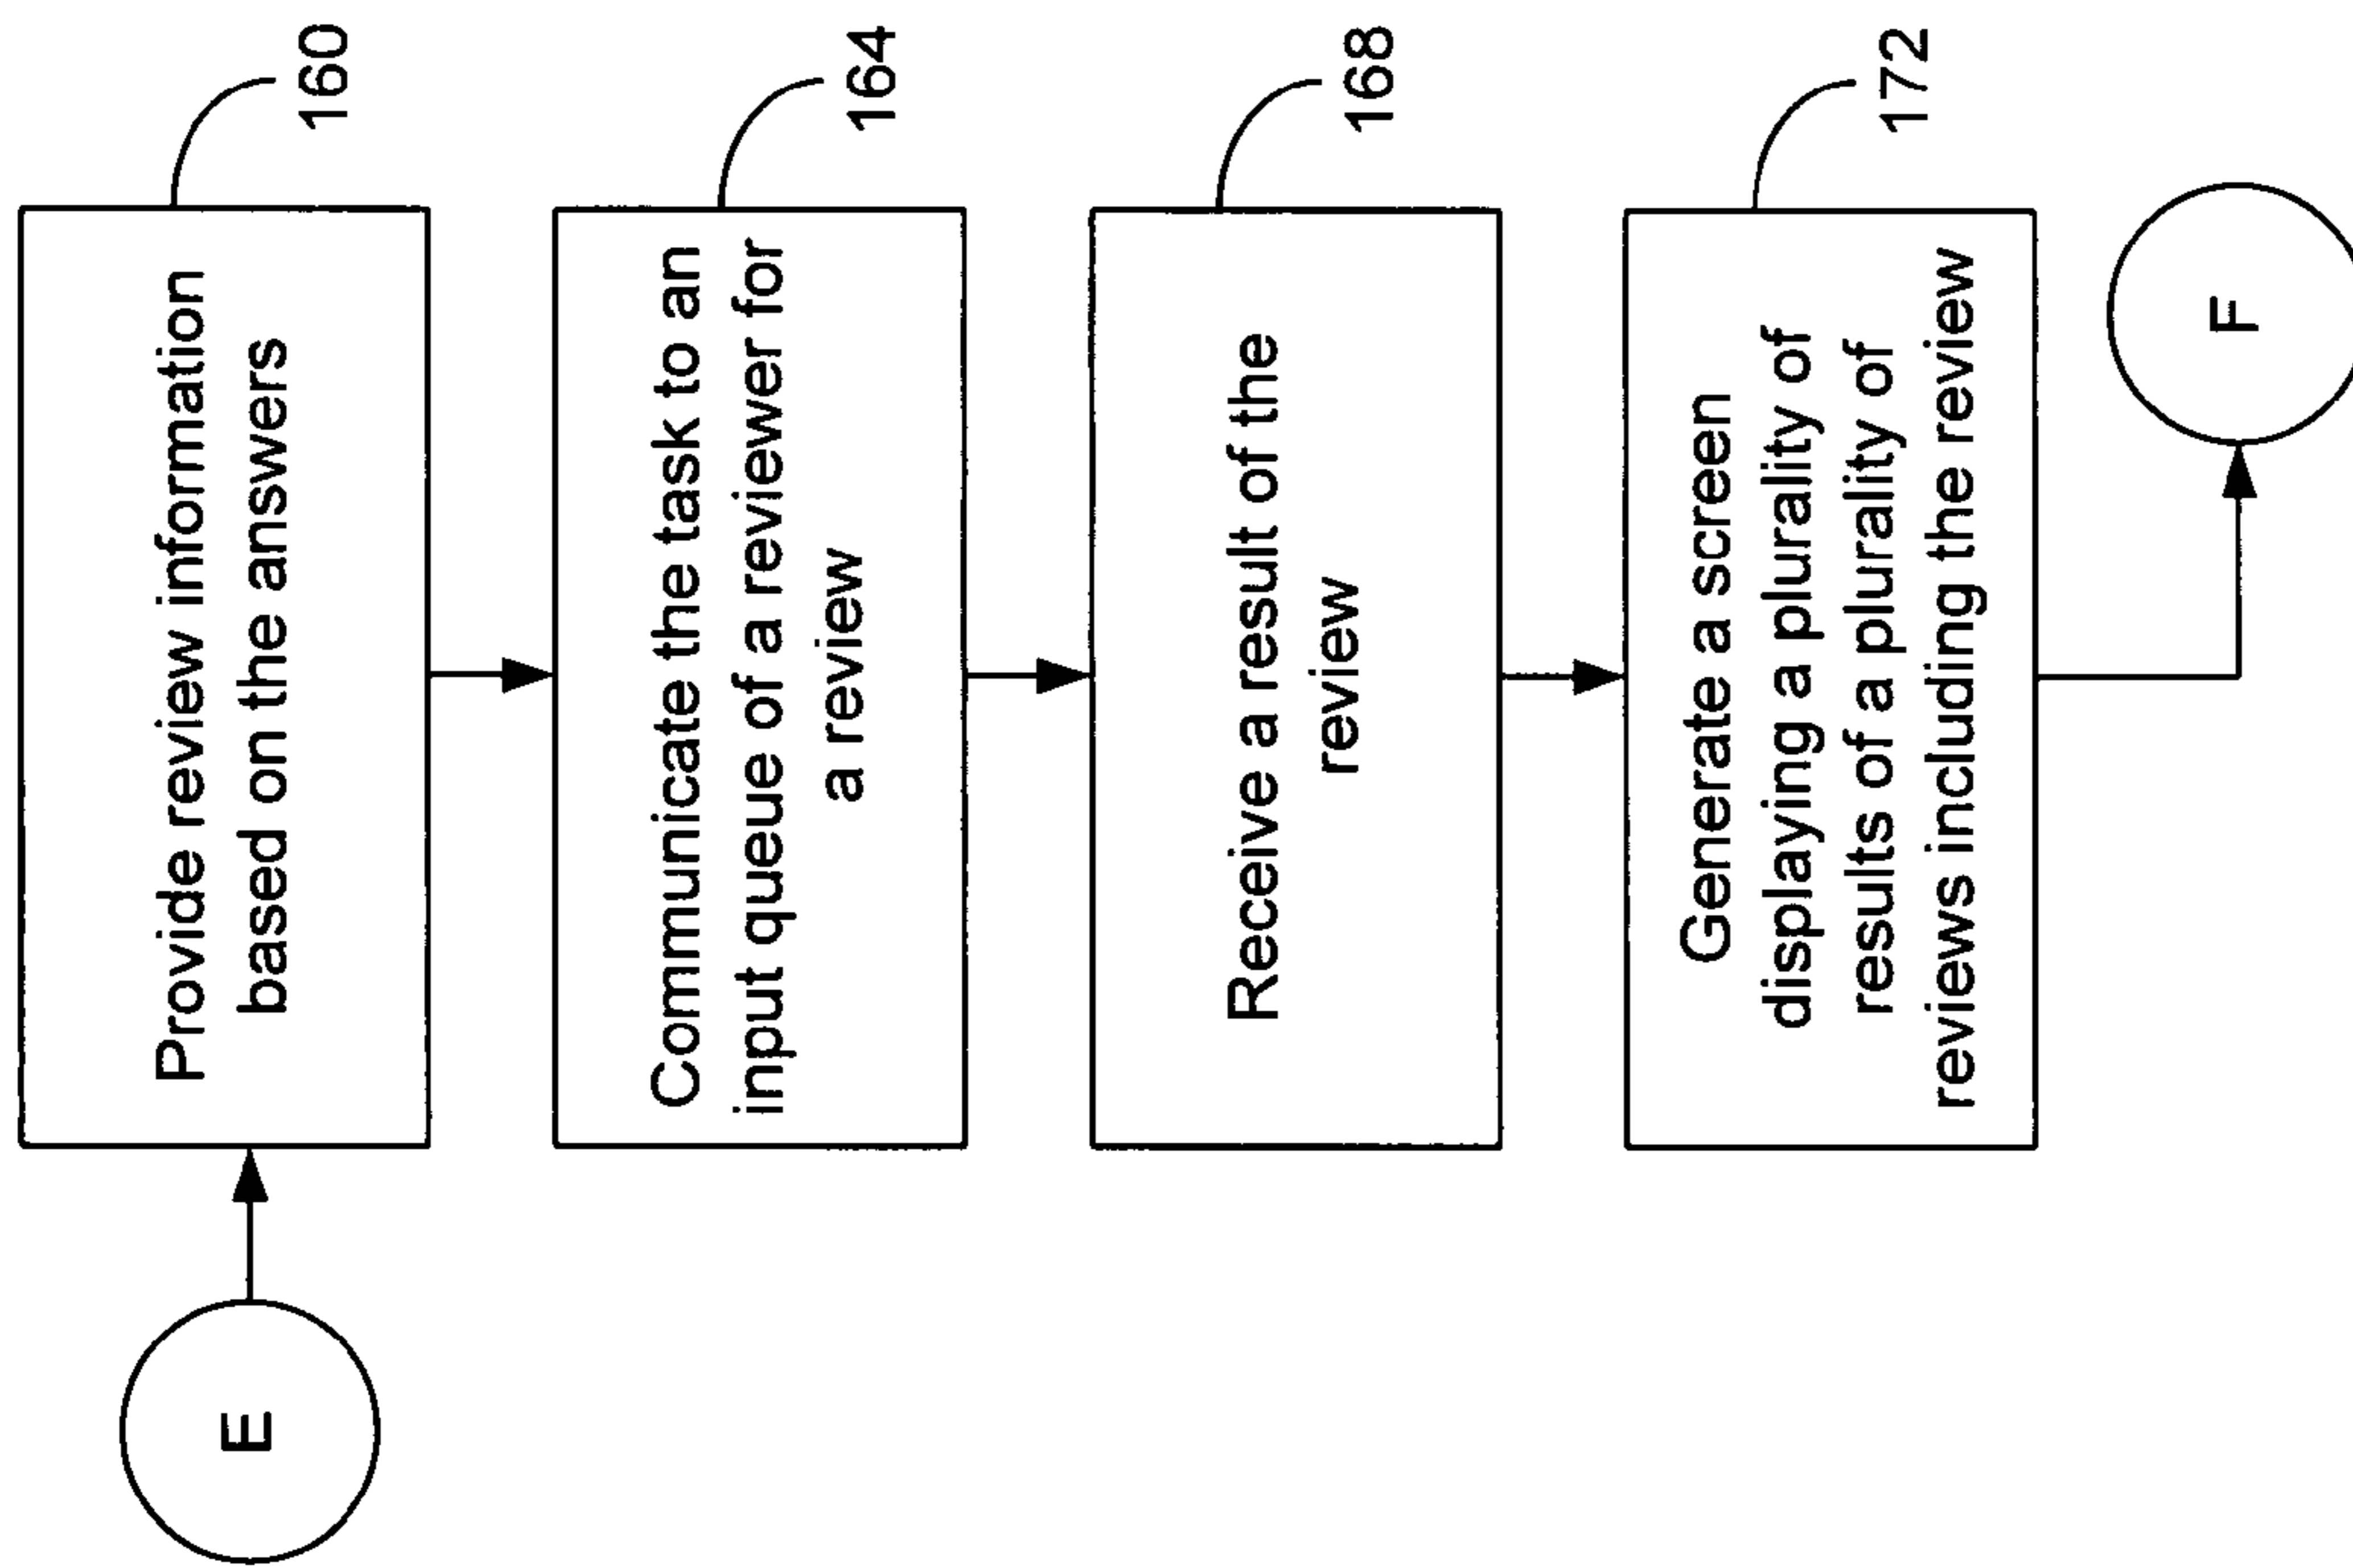 E
Provide review information
based on the answers
160
Communicate the task to an
input queue of a reviewer for
a review
164
Receive a result of the
review
168
Generate a screen
displaying a plurality of
results of a plurality of
reviews including the review
172
F